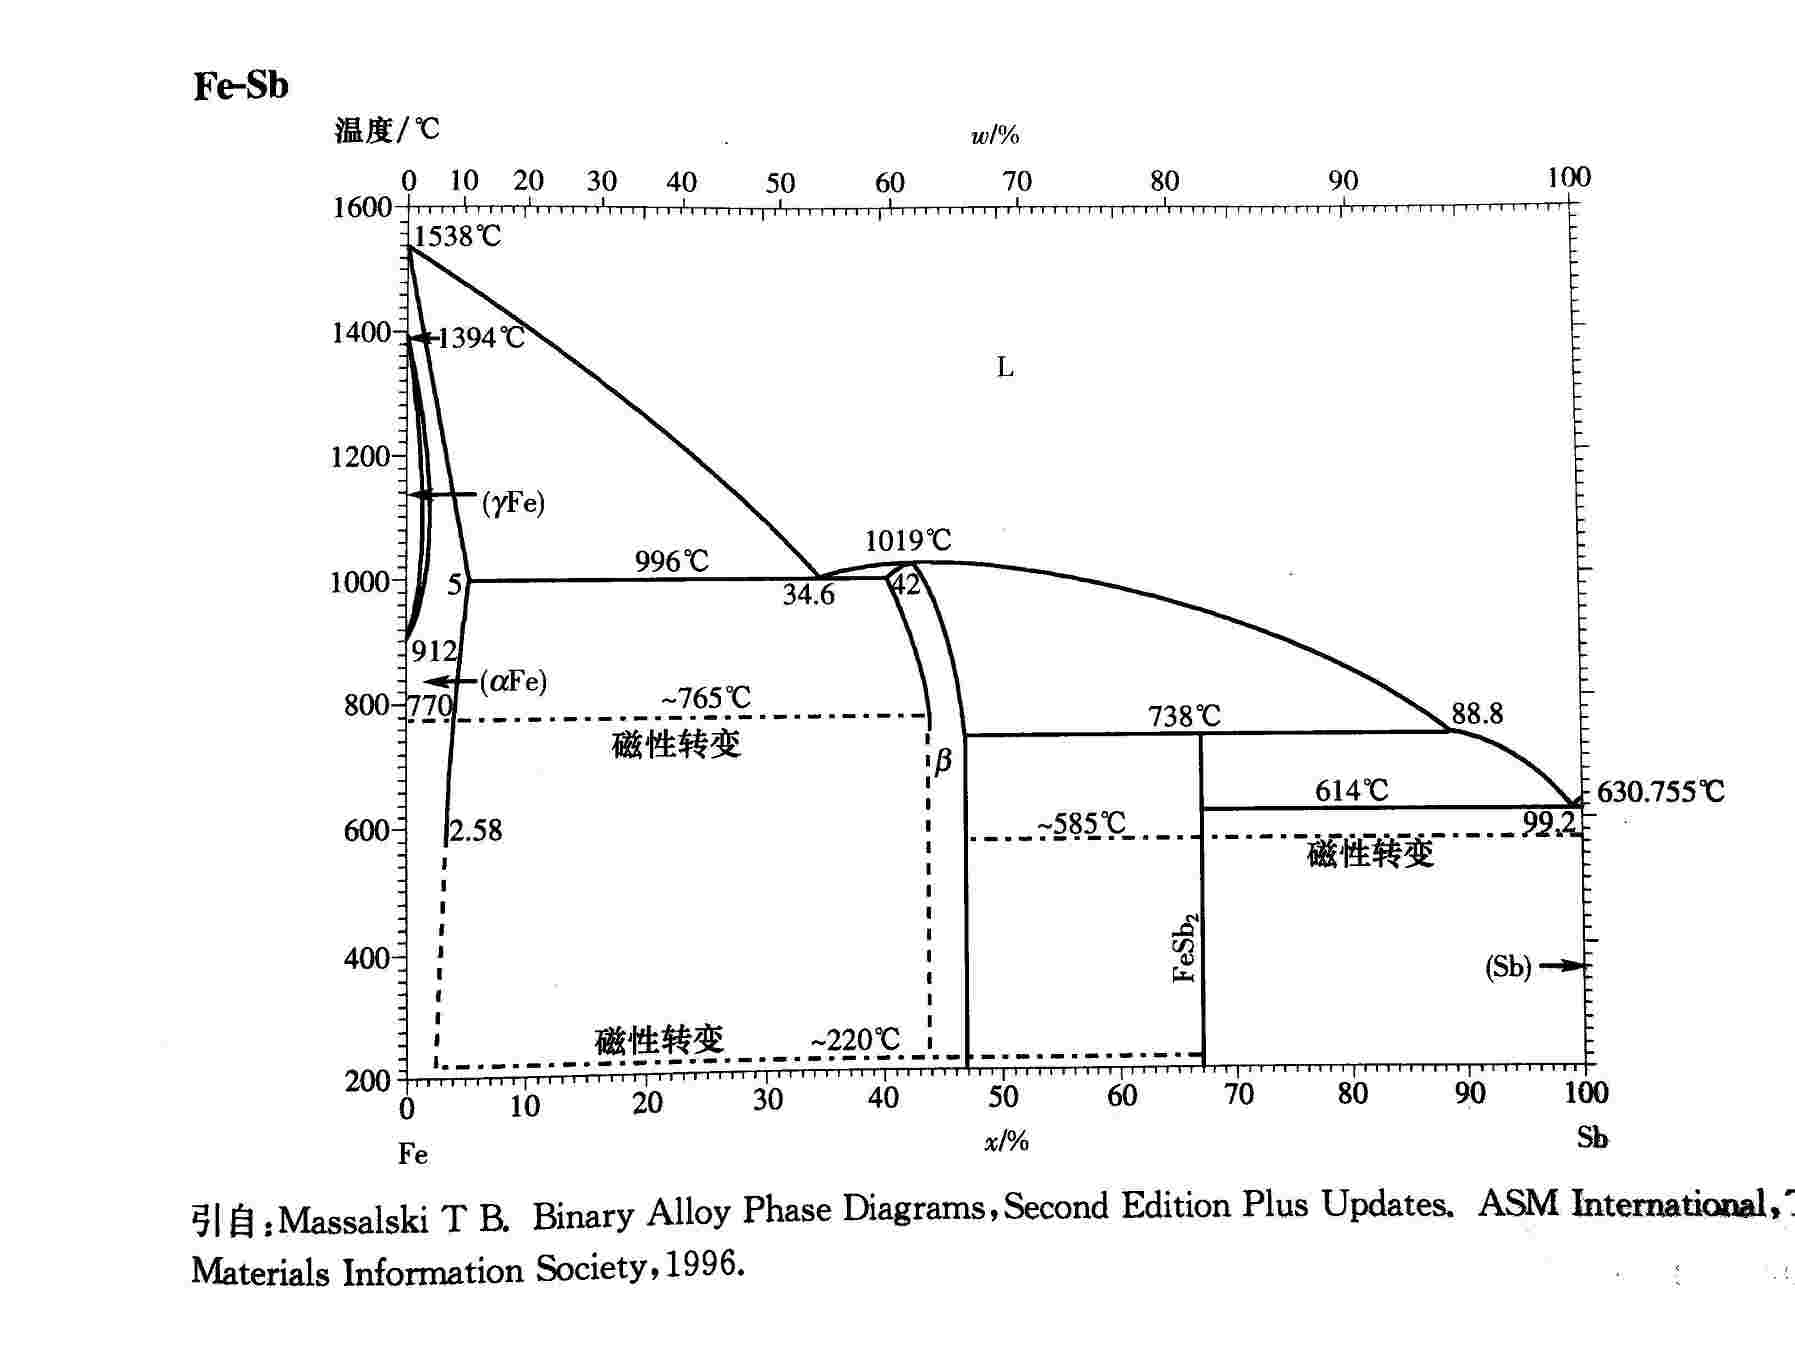 Fe-Sb
温度/℃
w/%
0 10 20 30 40 50 60 70 80 90 100
1600
1538℃
1400
1394℃
L
1200
(γFe)
1019℃
996℃
1000
5
34.6
42
912
(αFe)
800
770
~765℃
738℃
88.8
磁性转变
β
614℃
630.755℃
600
2.58
~585℃
99.2
磁性转变
400
FeSb₂
(Sb)
磁性转变
~220℃
200
0 10 20 30 40 50 60 70 80 90 100
x/%
Fe
Sb
引自:Massalski T B. Binary Alloy Phase Diagrams, Second Edition Plus Updates. ASM International,
Materials Information Society, 1996.